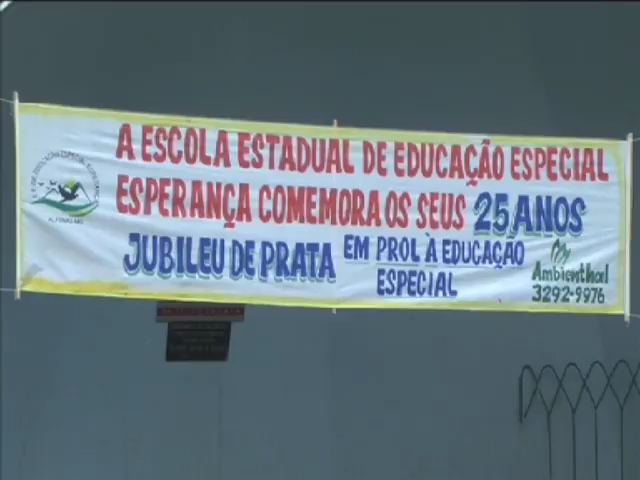 A ESCOLA ESTADUAL DE EDUCAÇÃO ESPECIAL
ESPERANÇA COMEMORA OS SEUS 25 ANOS
JUBILEU DE PRATA EM PROL À EDUCAÇÃO
ESPECIAL
Ambienthal
3292-9976